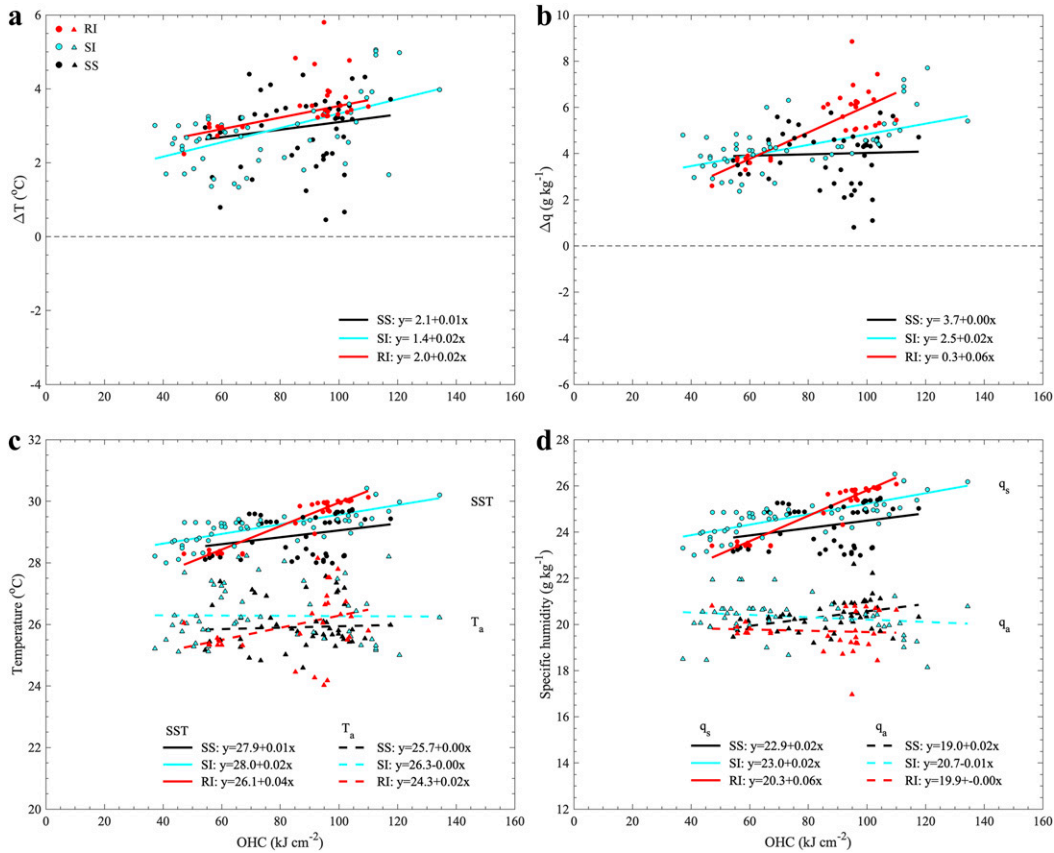 a
b
6
4
2
0
-2
-4
ΔT (°C)
RI
SI
SS
SS: y= 2.1+0.01x
SI: y= 1.4+0.02x
RI: y= 2.0+0.02x
0 20 40 60 80 100 120 140 160
10
8
6
4
2
0
-2
-4
-6
Δq (g kg⁻¹)
SS: y= 3.7+0.00x
SI: y= 2.5+0.02x
RI: y= 0.3+0.06x
0 20 40 60 80 100 120 140 160
c
d
32
30
28
26
24
22
20
Temperature (°C)
SST
Tₐ
SST Tₐ
SS: y=27.9+0.01x SS: y=25.7+0.00x
SI: y=28.0+0.02x SI: y=26.3-0.00x
RI: y=26.1+0.04x RI: y=24.3+0.02x
0 20 40 60 80 100 120 140 160
OHC (kJ cm⁻²)
28
26
24
22
20
18
16
14
12
Specific humidity (g kg⁻¹)
qₛ
qₐ
qₛ qₐ
SS: y=22.9+0.02x SS: y=19.0+0.02x
SI: y=23.0+0.02x SI: y=20.7-0.01x
RI: y=20.3+0.06x RI: y=19.9+-0.00x
0 20 40 60 80 100 120 140 160
OHC (kJ cm⁻²)